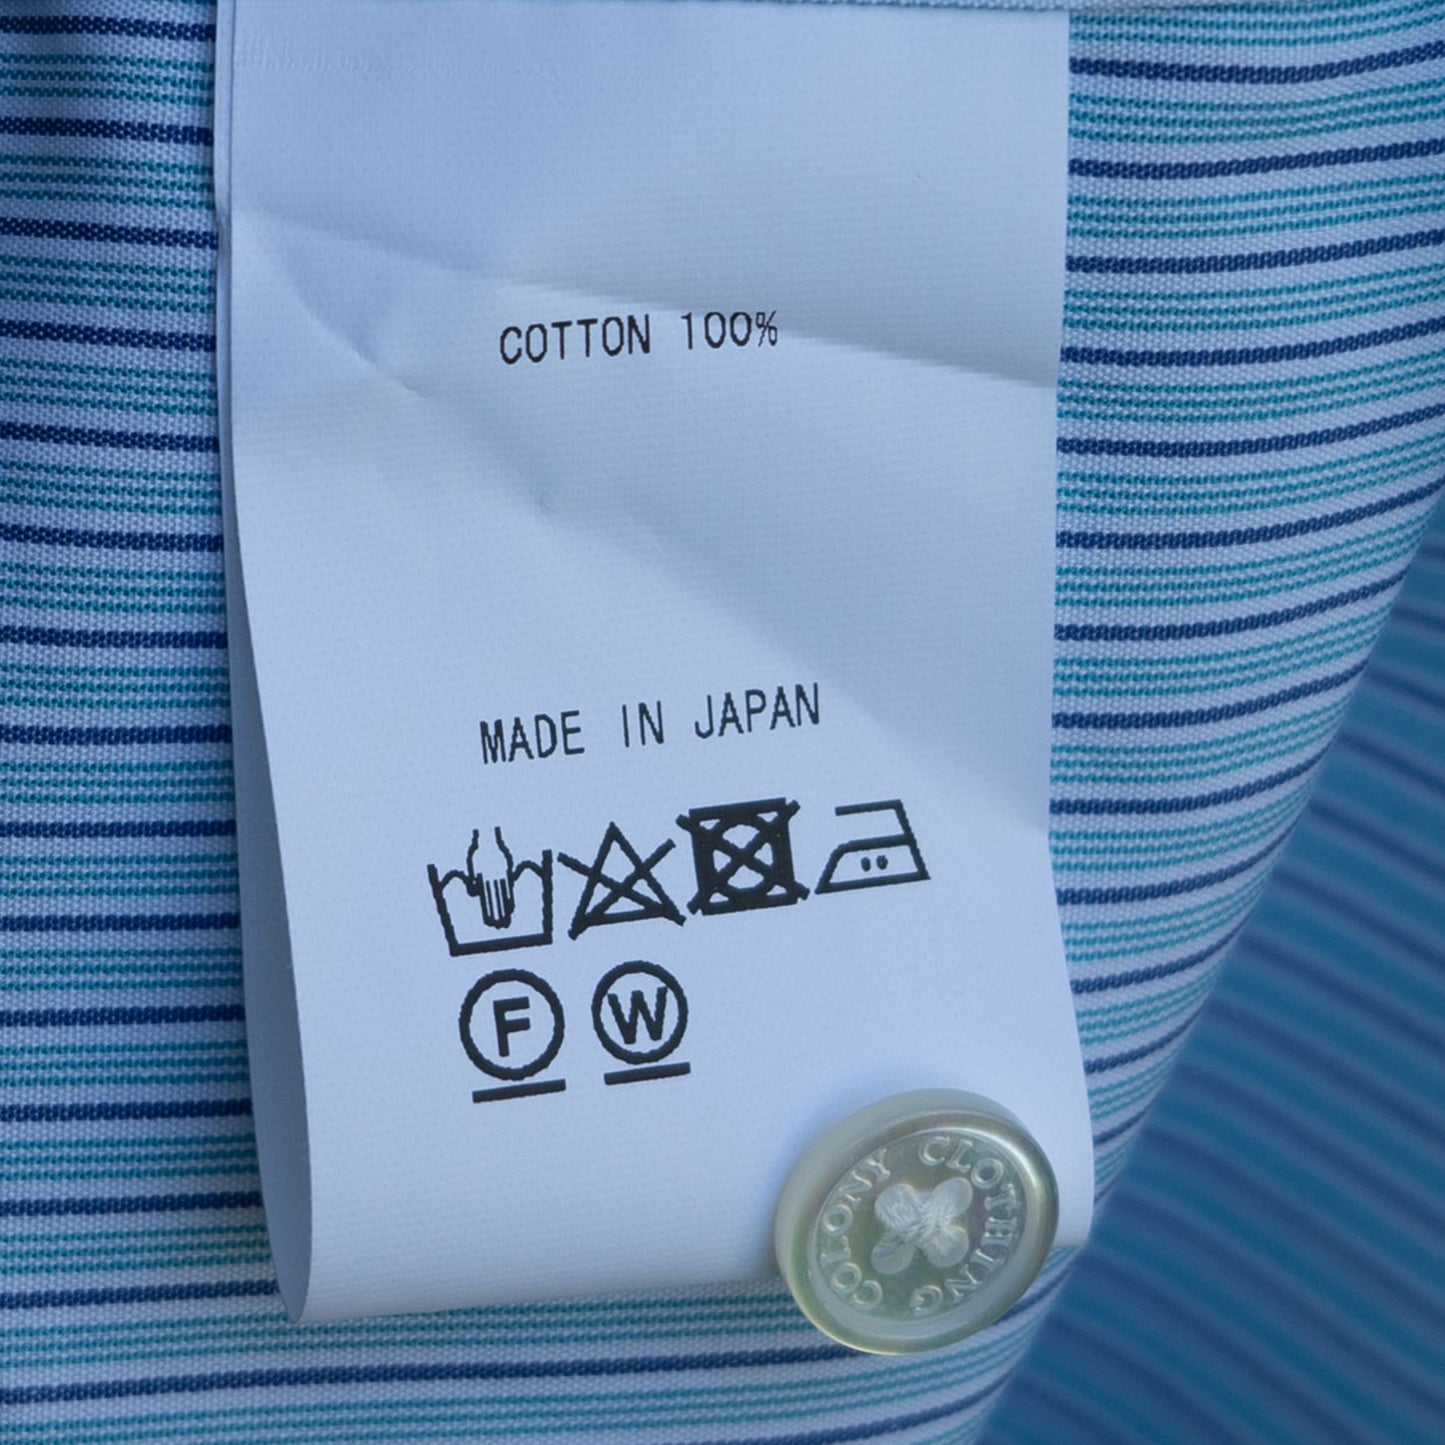 COTTON 100%
MADE IN JAPAN
F W
COLONY CLOTHING